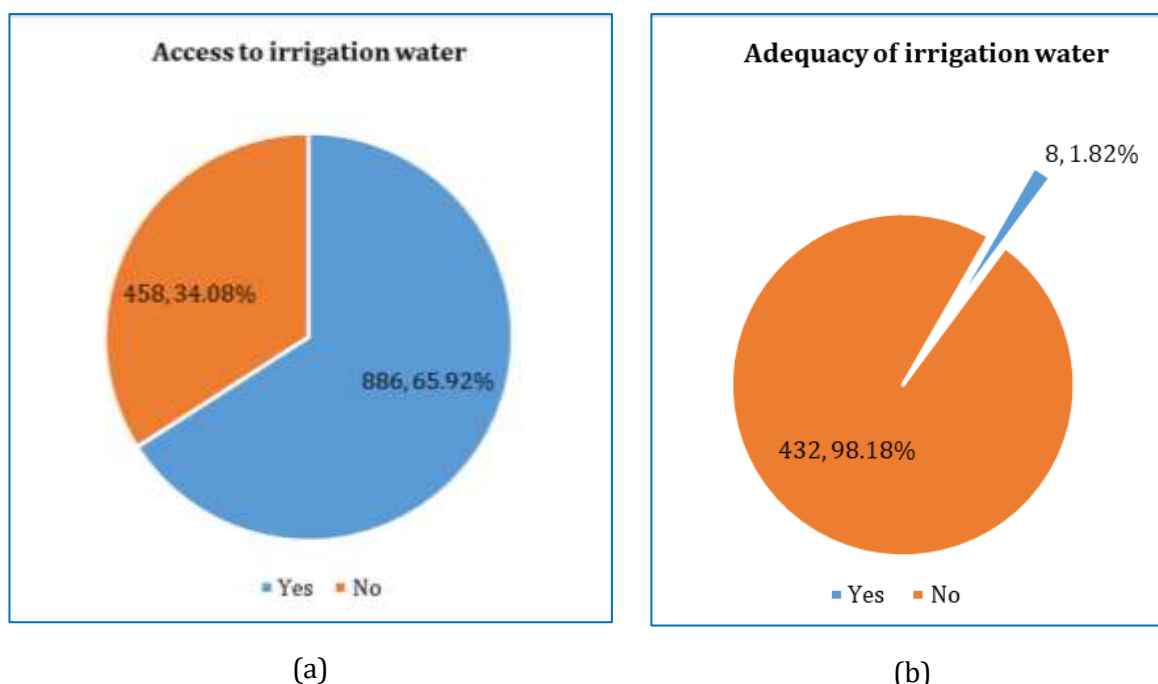 Access to irrigation water
458, 34.08%
886, 65.92%
Yes No
(a)
Adequacy of irrigation water
8, 1.82%
432, 98.18%
Yes No
(b)